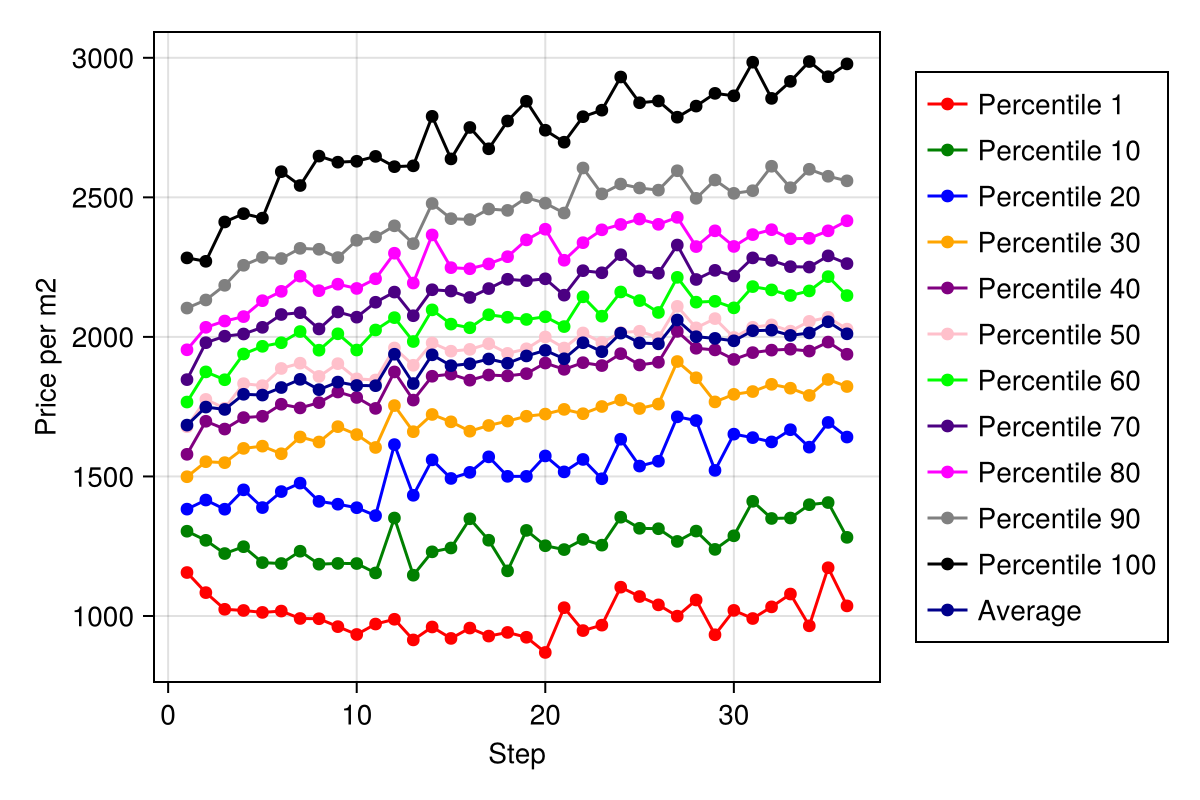 3000
2500
2000
1500
1000
Price per m2
0 10 20 30
Step
Percentile 1
Percentile 10
Percentile 20
Percentile 30
Percentile 40
Percentile 50
Percentile 60
Percentile 70
Percentile 80
Percentile 90
Percentile 100
Average